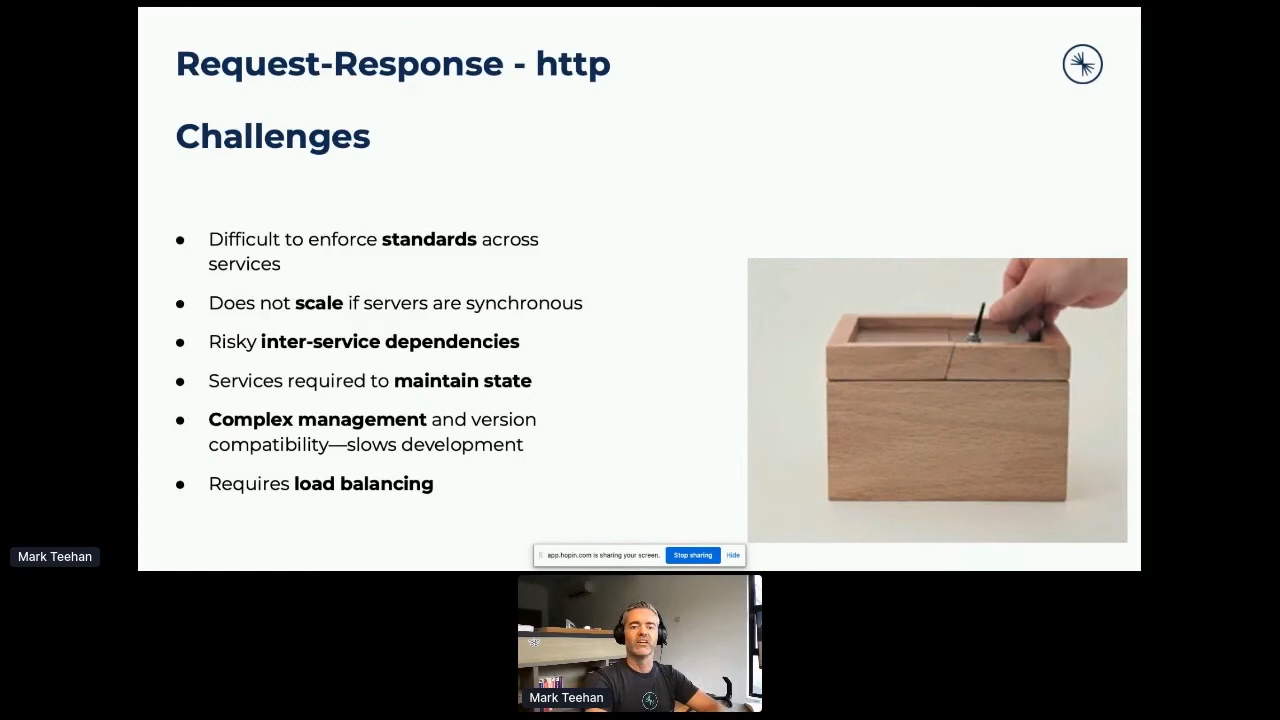 Request-Response - http
Challenges
● Difficult to enforce standards across
services
● Does not scale if servers are synchronous
● Risky inter-service dependencies
● Services required to maintain state
● Complex management and version
compatibility—slows development
● Requires load balancing
app.hopin.com is sharing your screen.
Stop sharing
Hide
Mark Teehan
Mark Teehan